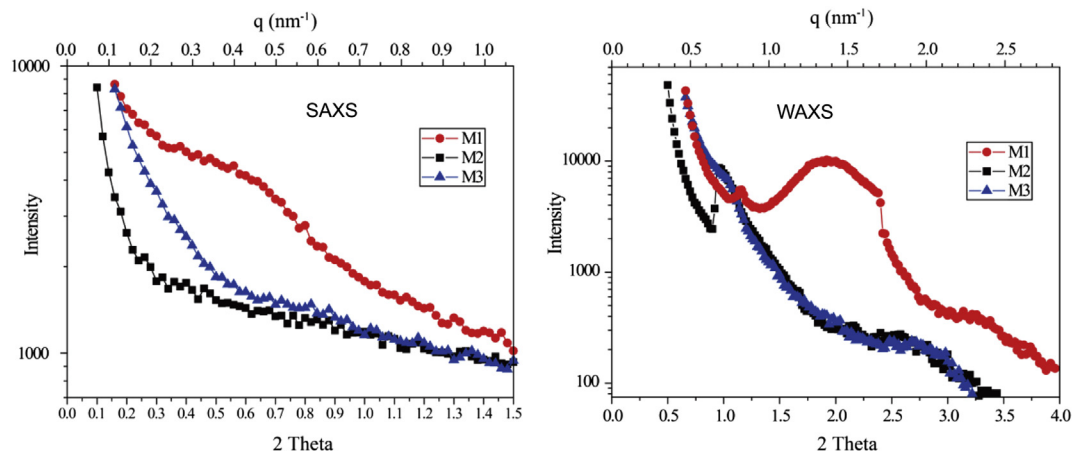 q (nm⁻¹)
0.0 0.1 0.2 0.3 0.4 0.5 0.6 0.7 0.8 0.9 1.0
10000
1000
Intensity
SAXS
M1
M2
M3
0.0 0.1 0.2 0.3 0.4 0.5 0.6 0.7 0.8 0.9 1.0 1.1 1.2 1.3 1.4 1.5
2 Theta
q (nm⁻¹)
0.0 0.5 1.0 1.5 2.0 2.5
10000
1000
100
Intensity
WAXS
M1
M2
M3
0.0 0.5 1.0 1.5 2.0 2.5 3.0 3.5 4.0
2 Theta